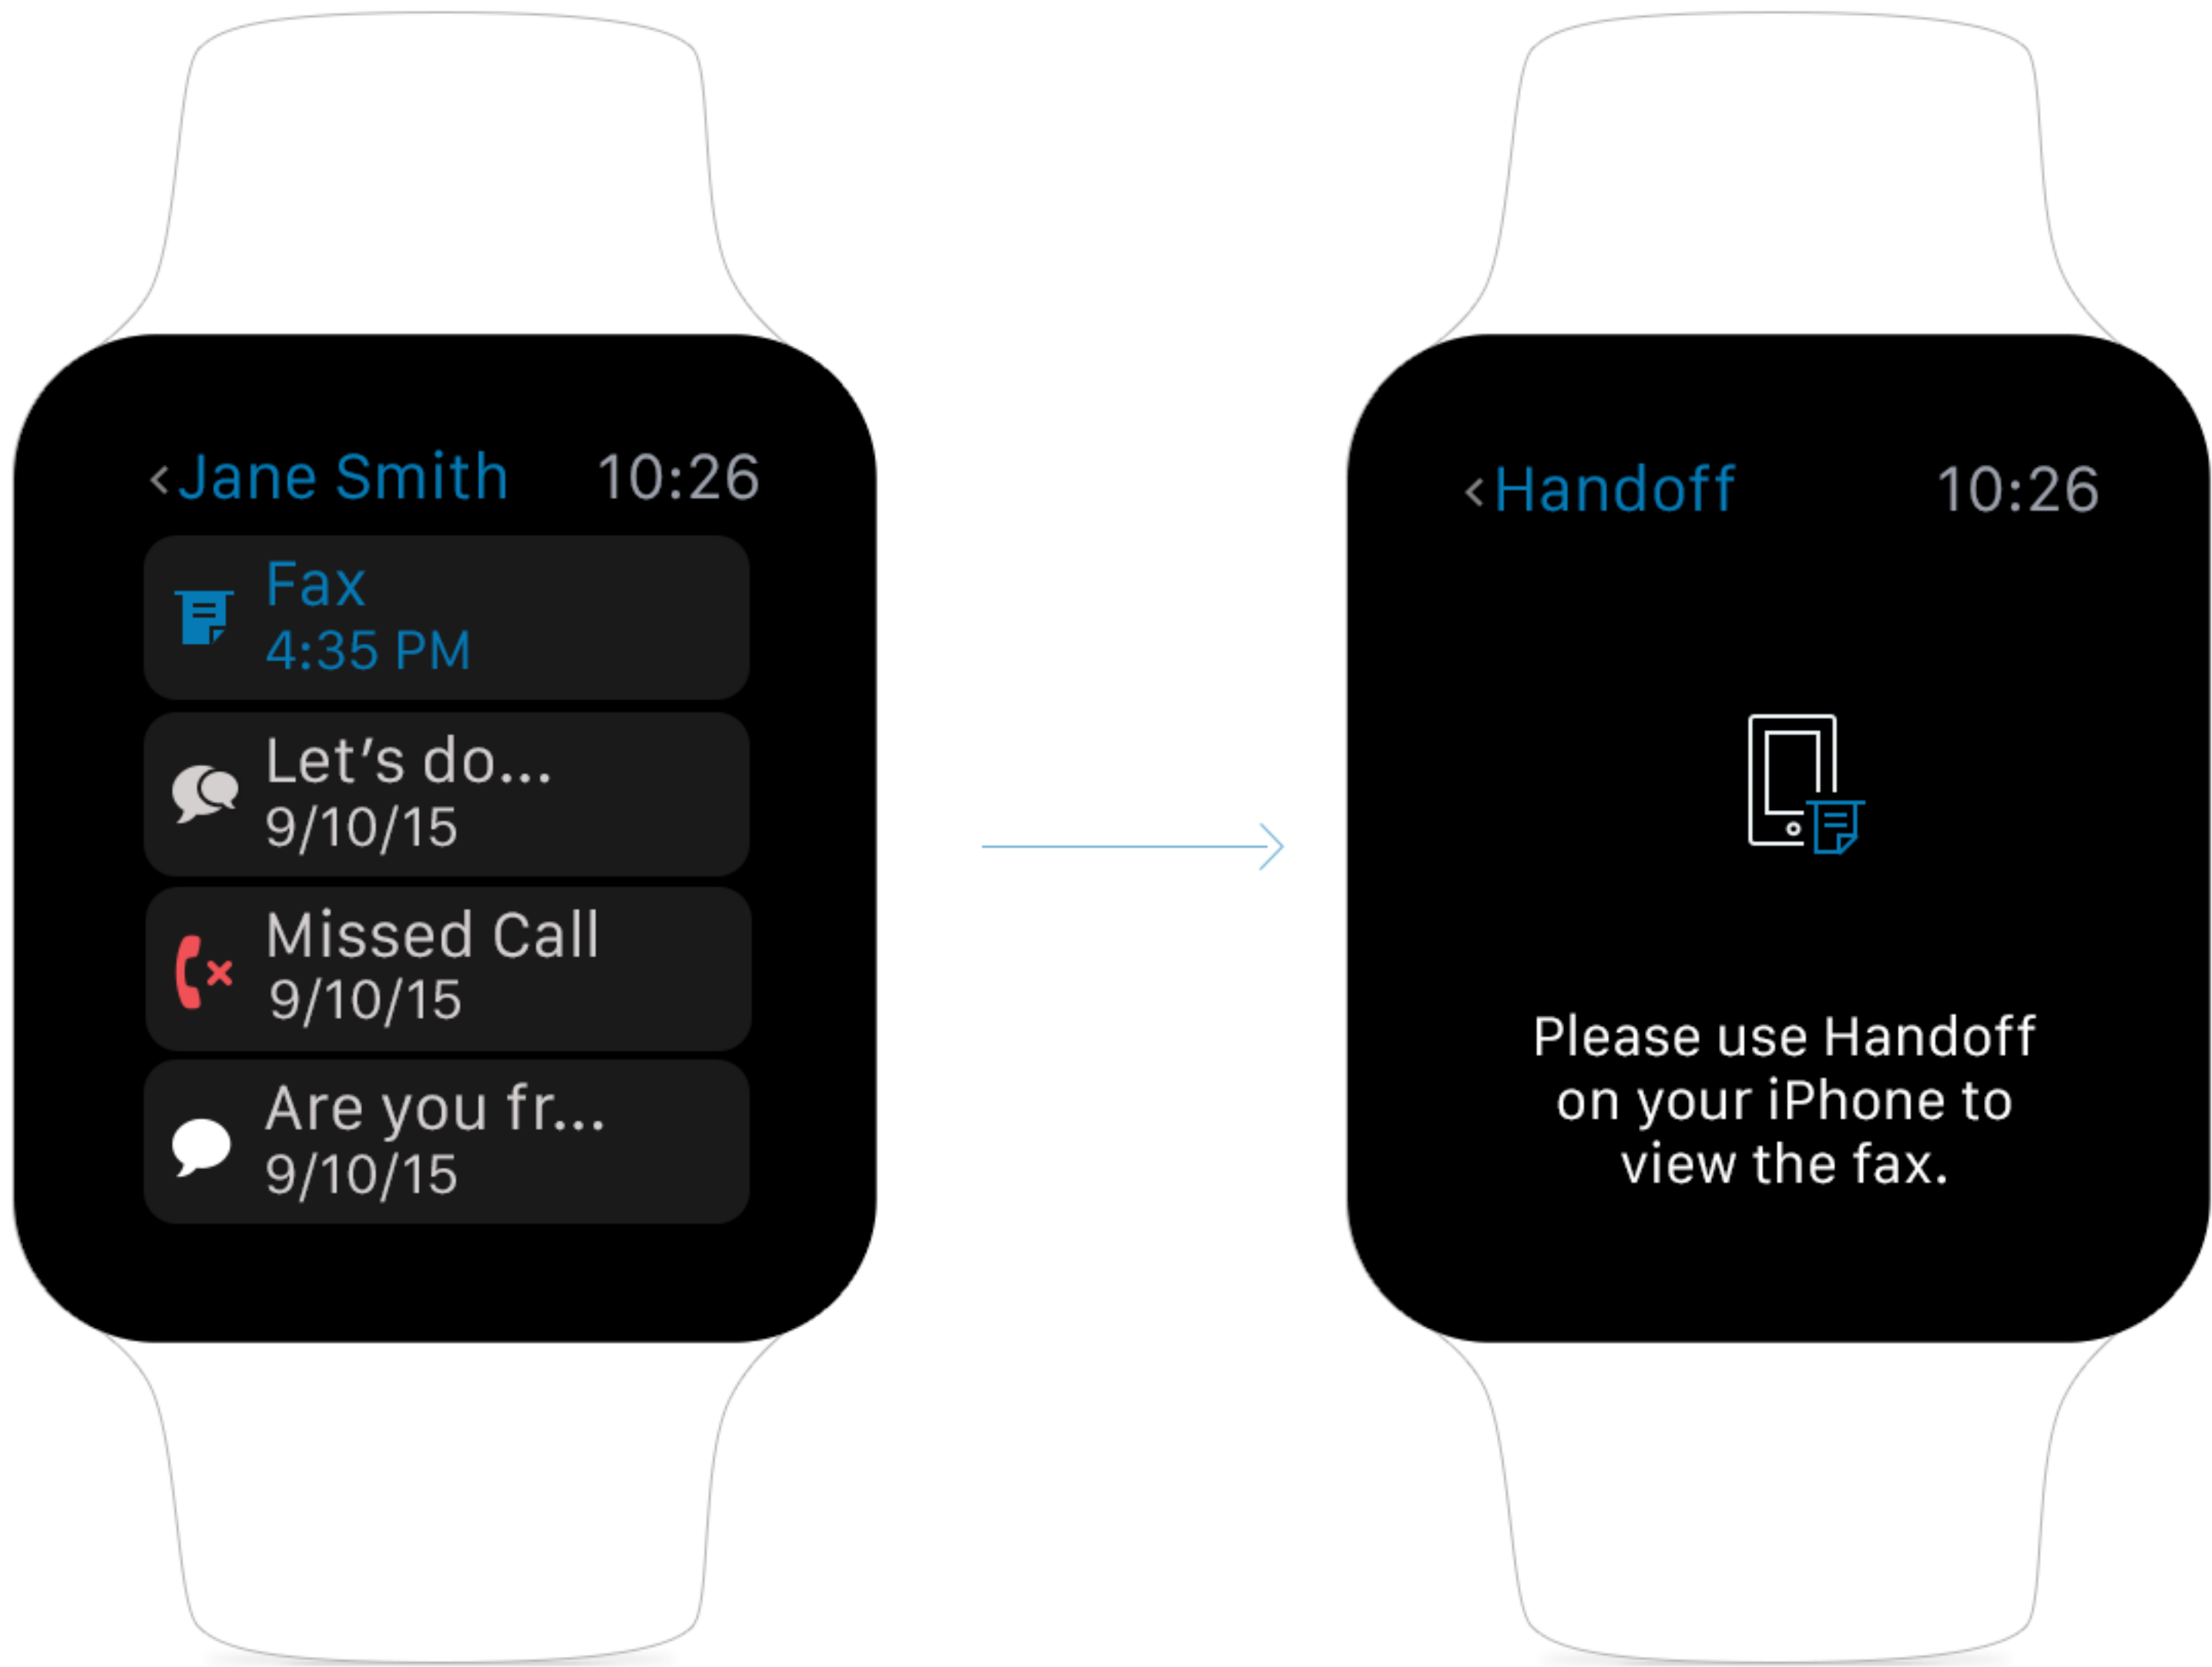 Jane Smith 10:26
Fax
4:35 PM
Let's do...
9/10/15
Missed Call
9/10/15
Are you fr...
9/10/15
Handoff 10:26
Please use Handoff
on your iPhone to
view the fax.